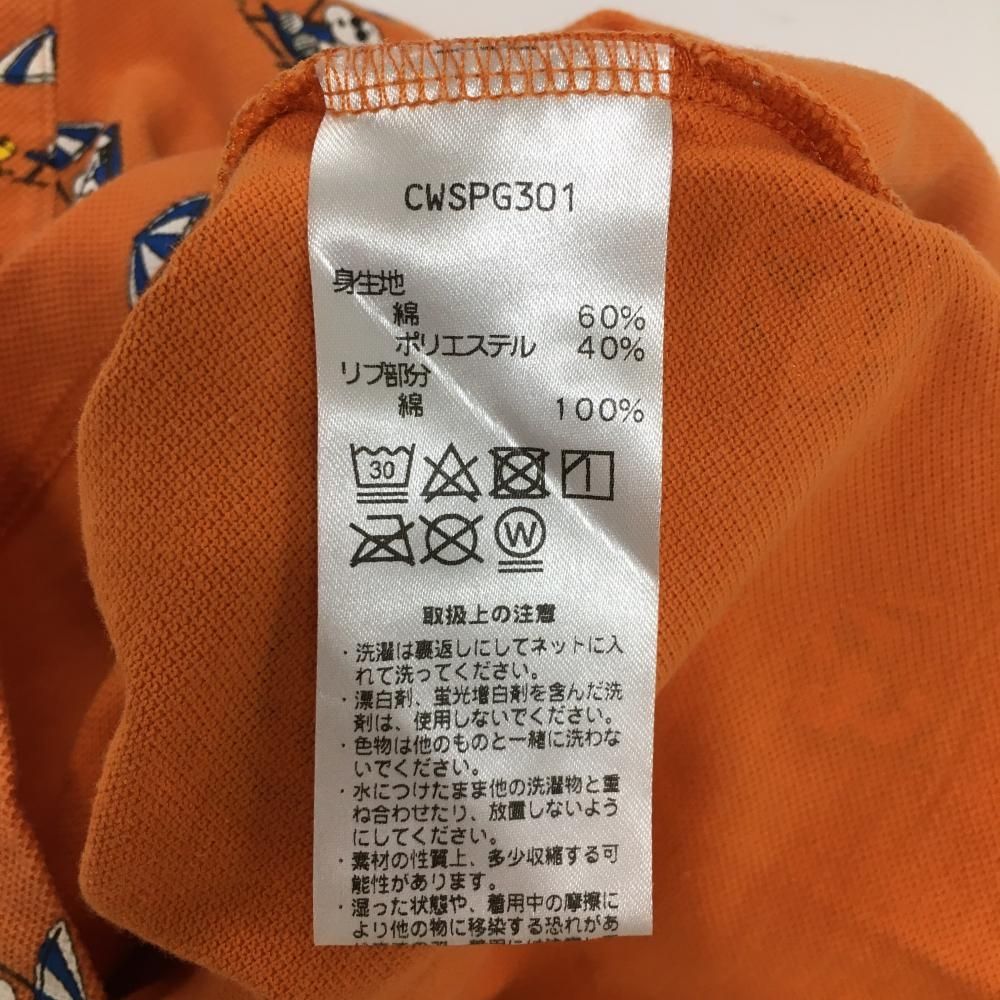 CWSPG301
身生地
綿 60%
ポリエステル 40%
リブ部分
綿 100%
30
W
取扱上の注意
・洗濯は裏返しにしてネットに入
れて洗ってください。
・漂白剤、蛍光増白剤を含んだ洗
剤は、使用しないでください。
・色物は他のものと一緒に洗わな
いでください。
・水につけたまま他の洗濯物と重
ね合わせたり、放置しないよう
にしてください。
・素材の性質上、多少収縮する可
能性があります。
・湿った状態や、着用中の摩擦に
より他の物に移染する恐れがあ